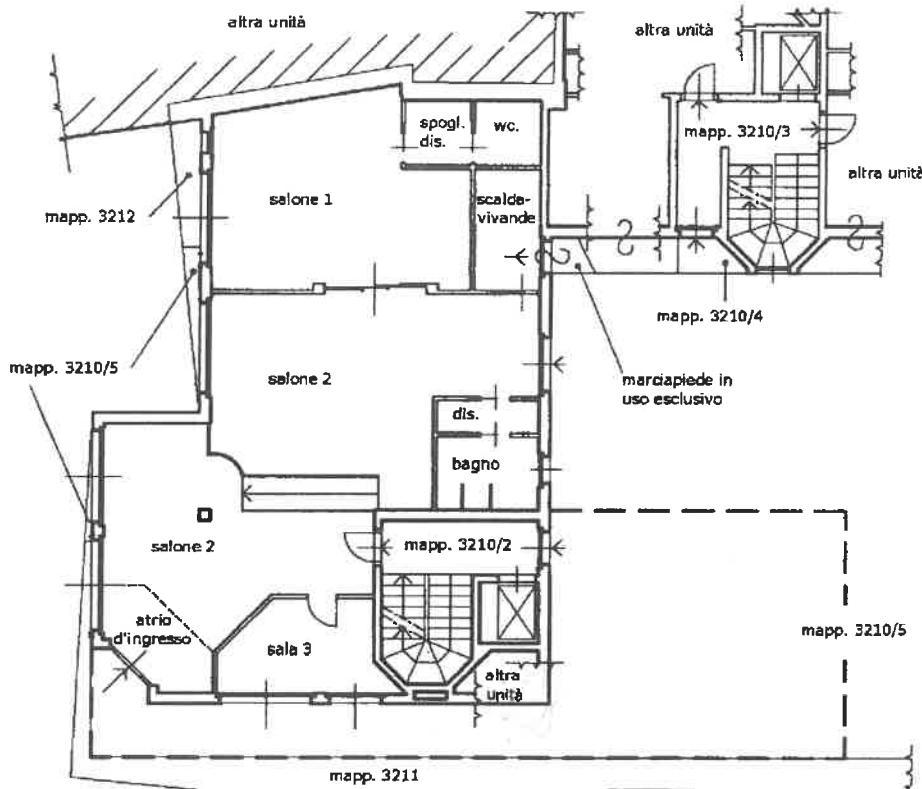 altra unità
altra unità
spogl.
dis.
wc.
mapp. 3210/3
altra unità
salone 1
scalda-
vivande
mapp. 3212
mapp. 3210/4
mapp. 3210/5
salone 2
marciapiede in
uso esclusivo
dis.
bagno
salone 2
mapp. 3210/2
atrio
d'ingresso
sala 3
mapp. 3210/5
altra
unità
mapp. 3211